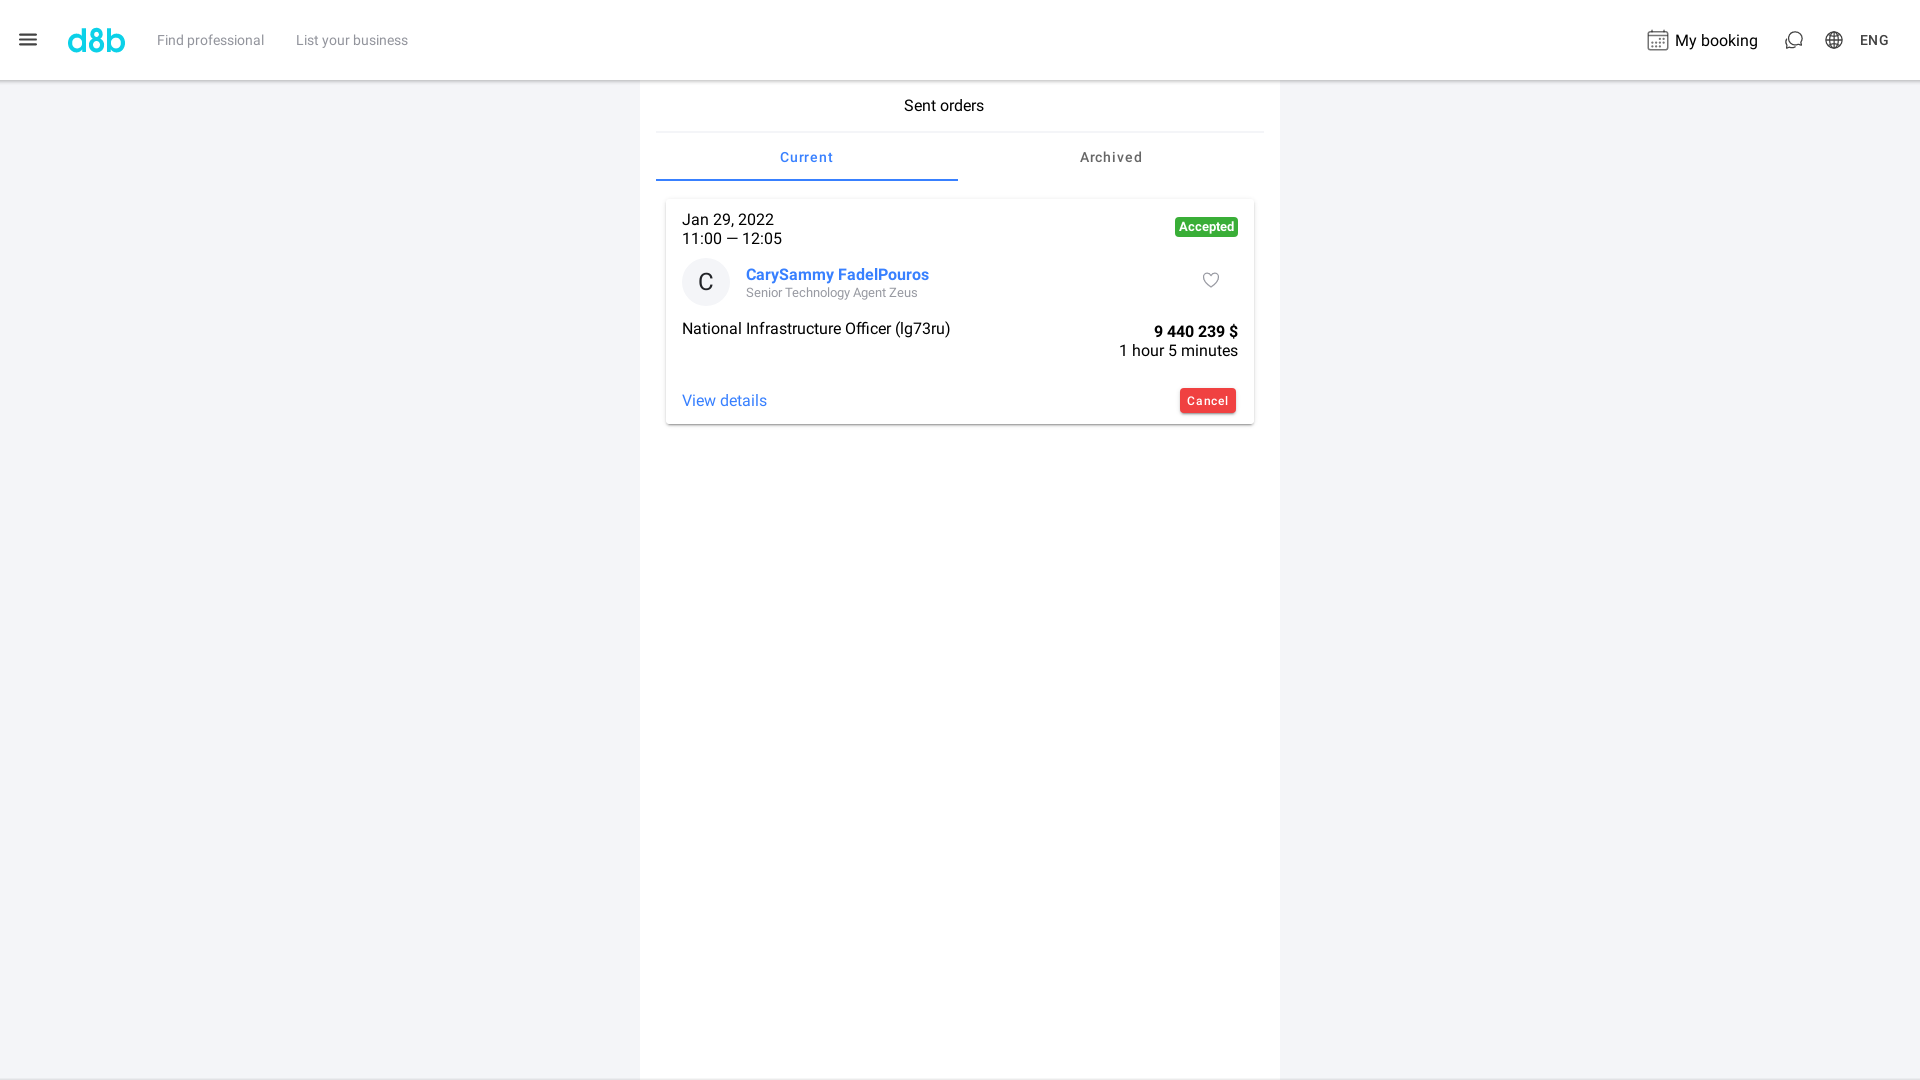 d8b
Find professional
List your business
My booking
ENG
Sent orders
Current
Archived
Jan 29, 2022
11:00 — 12:05
Accepted
C
CarySammy FadelPouros
Senior Technology Agent Zeus
National Infrastructure Officer (lg73ru)
9 440 239 $
1 hour 5 minutes
View details
Cancel